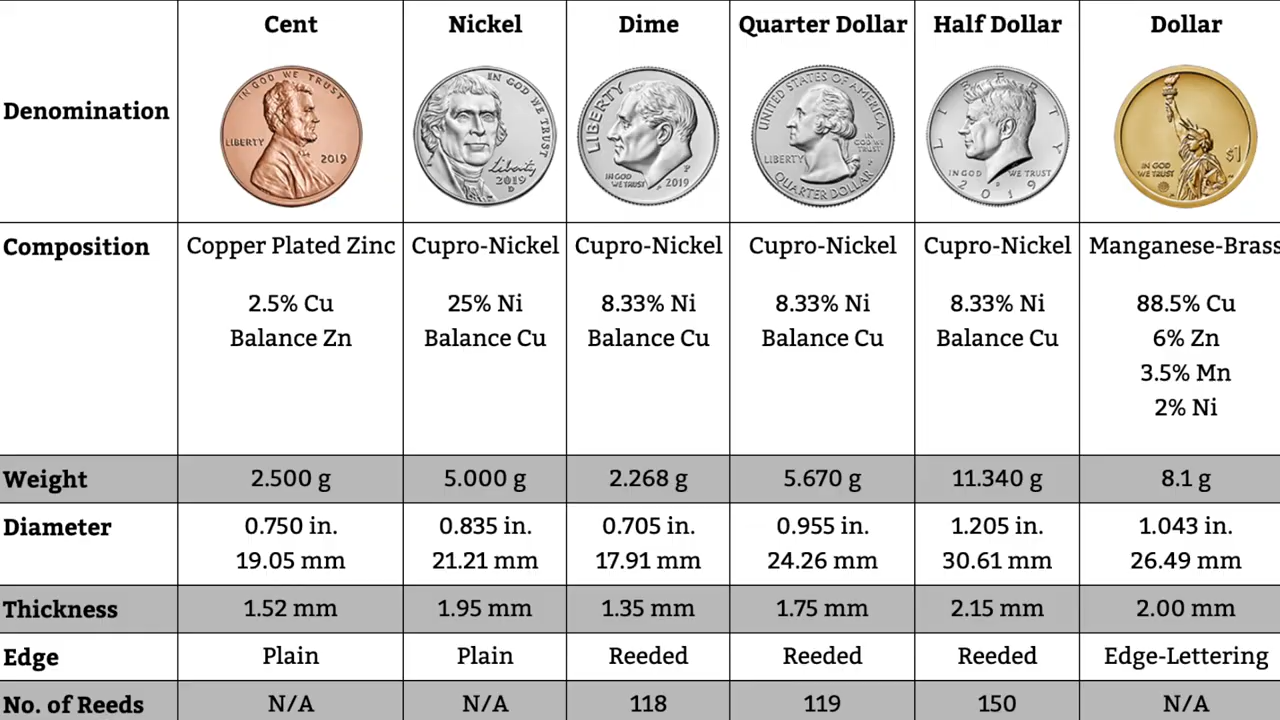 Denomination
Cent
Nickel
Dime
Quarter Dollar
Half Dollar
Dollar
IN GOD WE TRUST
LIBERTY
2019
IN GOD WE TRUST
Liberty
2019
D
LIBERTY
IN GOD
WE TRUST
P
2019
UNITED STATES OF AMERICA
LIBERTY
IN
GOD WE
TRUST
P
QUARTER DOLLAR
LIBERTY
IN GOD WE TRUST
2019
IN GOD
WE TRUST
$1
Composition
Copper Plated Zinc
Cupro-Nickel
Cupro-Nickel
Cupro-Nickel
Cupro-Nickel
Manganese-Brass
2.5% Cu
25% Ni
8.33% Ni
8.33% Ni
8.33% Ni
88.5% Cu
Balance Zn
Balance Cu
Balance Cu
Balance Cu
Balance Cu
6% Zn
3.5% Mn
2% Ni
Weight
2.500 g
5.000 g
2.268 g
5.670 g
11.340 g
8.1 g
Diameter
0.750 in.
0.835 in.
0.705 in.
0.955 in.
1.205 in.
1.043 in.
19.05 mm
21.21 mm
17.91 mm
24.26 mm
30.61 mm
26.49 mm
Thickness
1.52 mm
1.95 mm
1.35 mm
1.75 mm
2.15 mm
2.00 mm
Edge
Plain
Plain
Reeded
Reeded
Reeded
Edge-Lettering
No. of Reeds
N/A
N/A
118
119
150
N/A